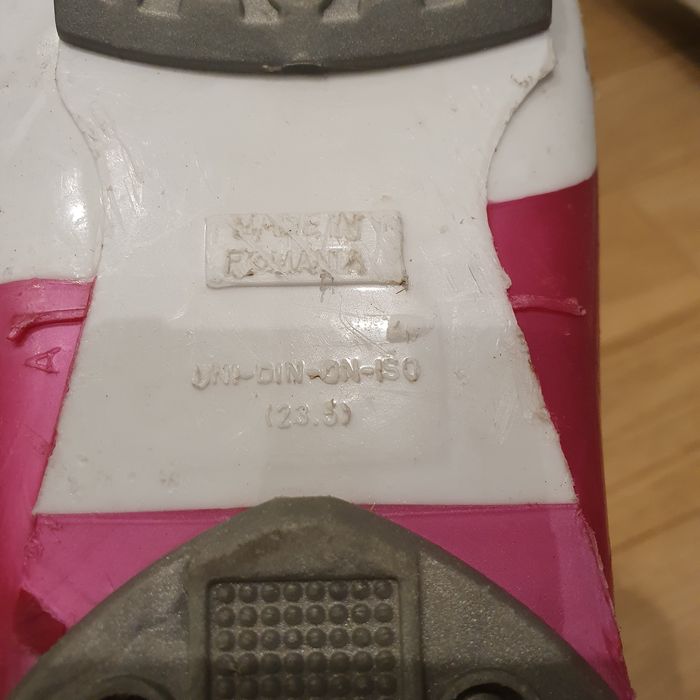 MADE IN
ROMANIA
UNI-DIN-ON-ISO
(23.5)
A